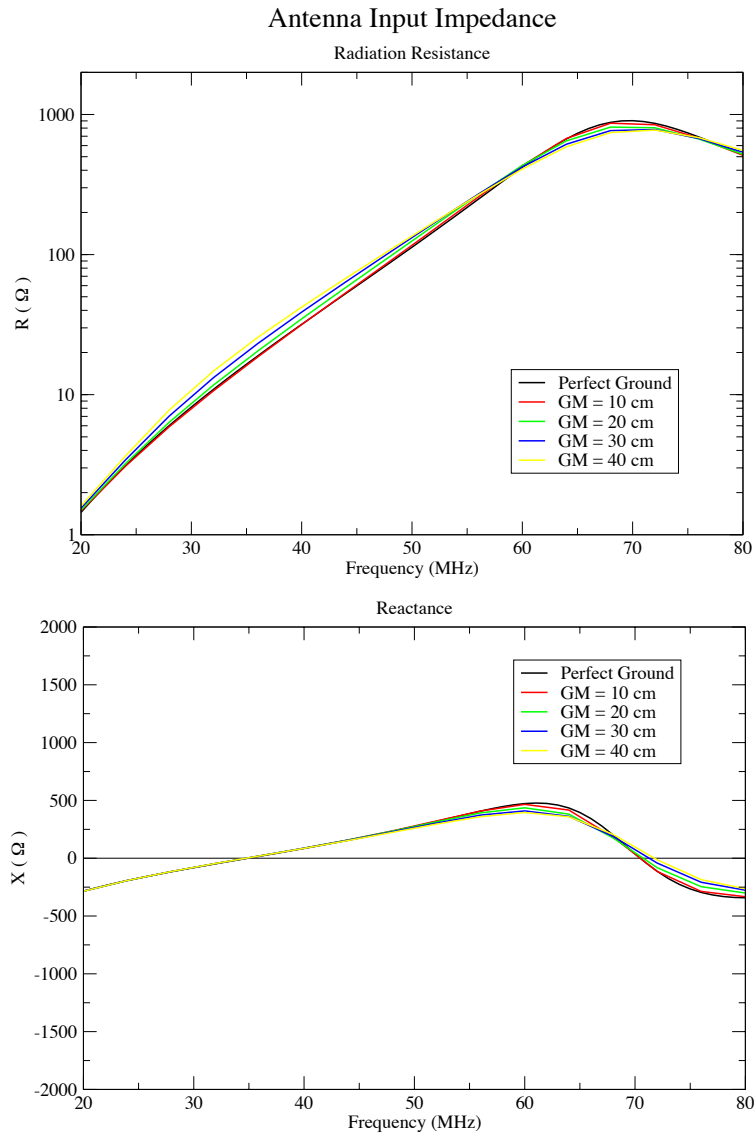 Antenna Input Impedance
Radiation Resistance
1000
100
10
1
R ( Ω )
Perfect Ground
GM = 10 cm
GM = 20 cm
GM = 30 cm
GM = 40 cm
20 30 40 50 60 70 80
Frequency (MHz)
Reactance
2000
1500
1000
500
0
-500
-1000
-1500
-2000
X ( Ω )
Perfect Ground
GM = 10 cm
GM = 20 cm
GM = 30 cm
GM = 40 cm
20 30 40 50 60 70 80
Frequency (MHz)